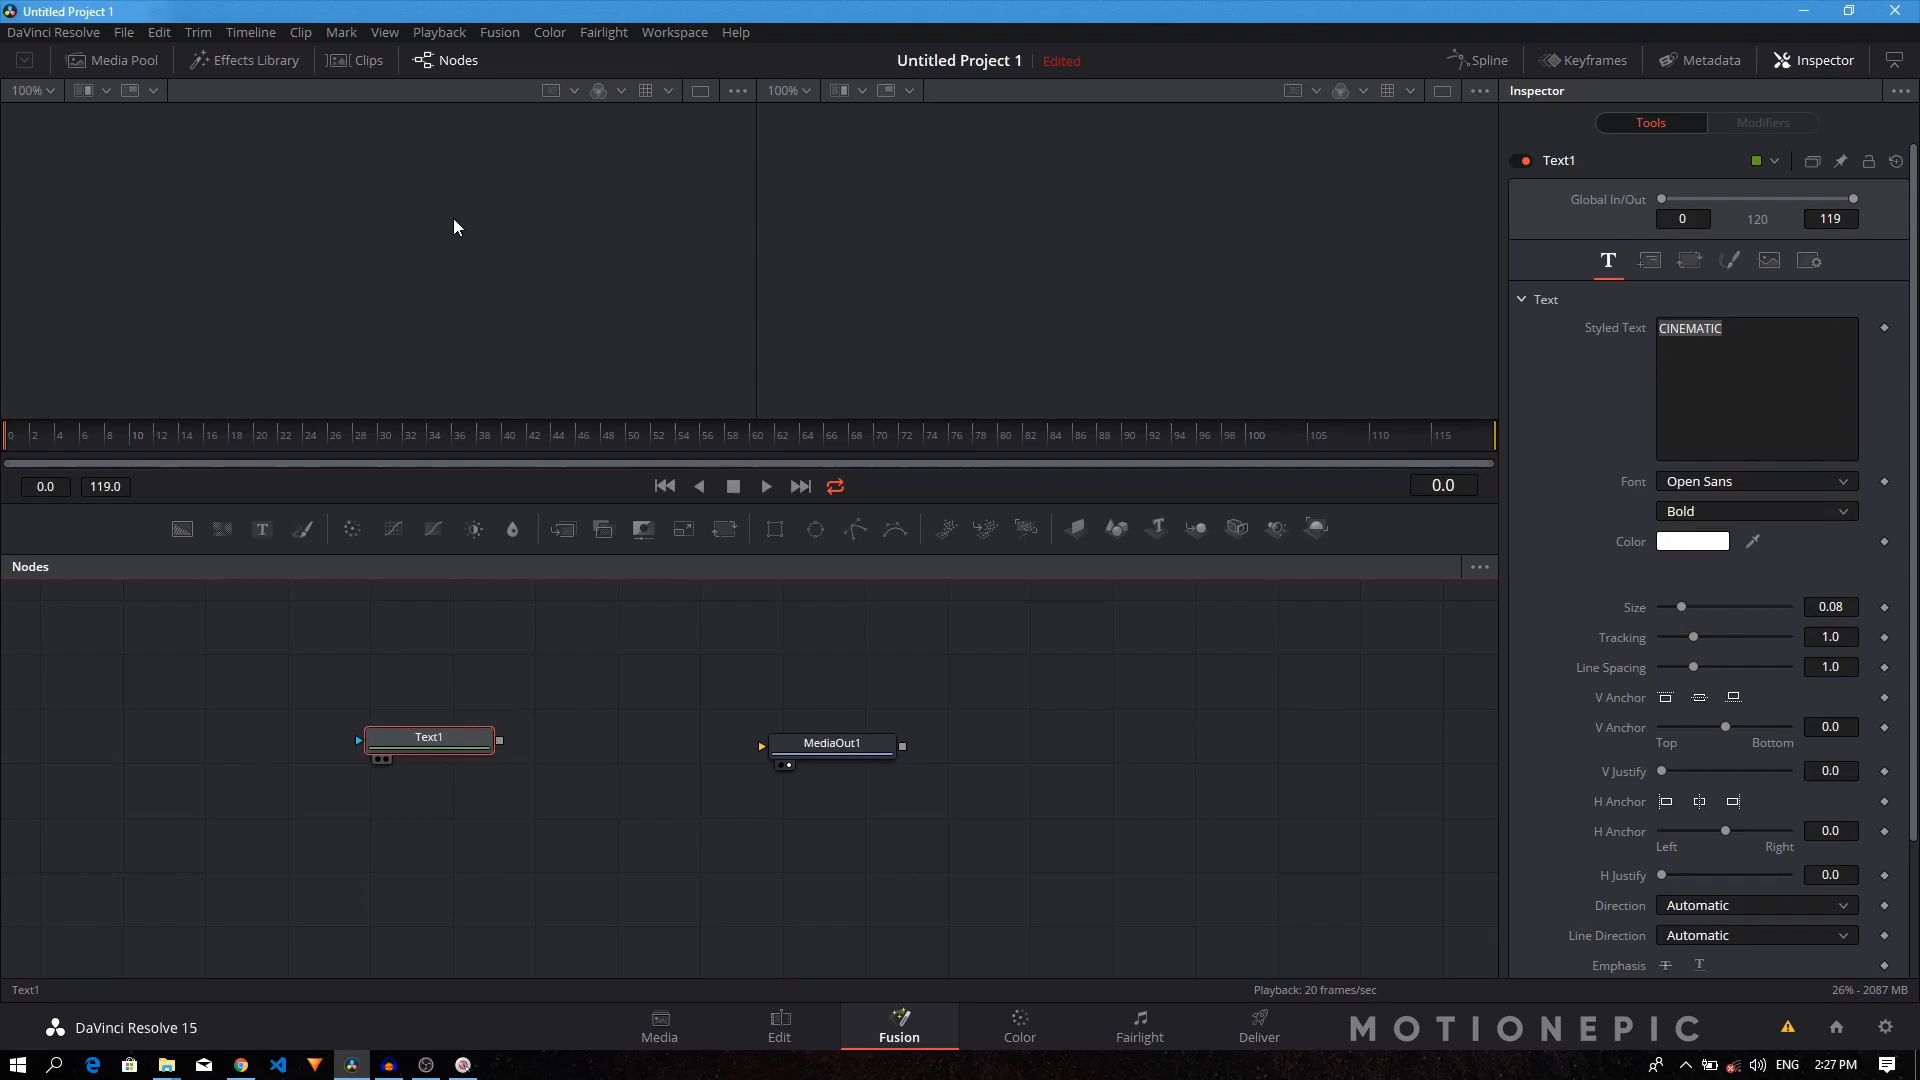 Untitled Project 1
DaVinci Resolve File Edit Trim Timeline Clip Mark View Playback Fusion Color Fairlight Workspace Help
Media Pool Effects Library Clips Nodes Untitled Project 1 Edited Spline Keyframes Metadata Inspector
100% 100% Inspector
Tools Modifiers
Text1
Global In/Out
0 120 119
T
Text
Styled Text CINEMATIC
0 2 4 6 8 10 12 14 16 18 20 22 24 26 28 30 32 34 36 38 40 42 44 46 48 50 52 54 56 58 60 62 64 66 68 70 72 74 76 78 80 82 84 86 88 90 92 94 96 98 100 105 110 115
0.0 119.0 0.0
Font Open Sans
Bold
Color
Nodes
Size 0.08
Tracking 1.0
Line Spacing 1.0
V Anchor
V Anchor 0.0
Top Bottom
V Justify 0.0
H Anchor
H Anchor 0.0
Left Right
H Justify 0.0
Direction Automatic
Line Direction Automatic
Emphasis T T
Text1 MediaOut1
Text1 Playback: 20 frames/sec 26% - 2087 MB
DaVinci Resolve 15 Media Edit Fusion Color Fairlight Deliver MOTIONEPIC
ENG 2:27 PM